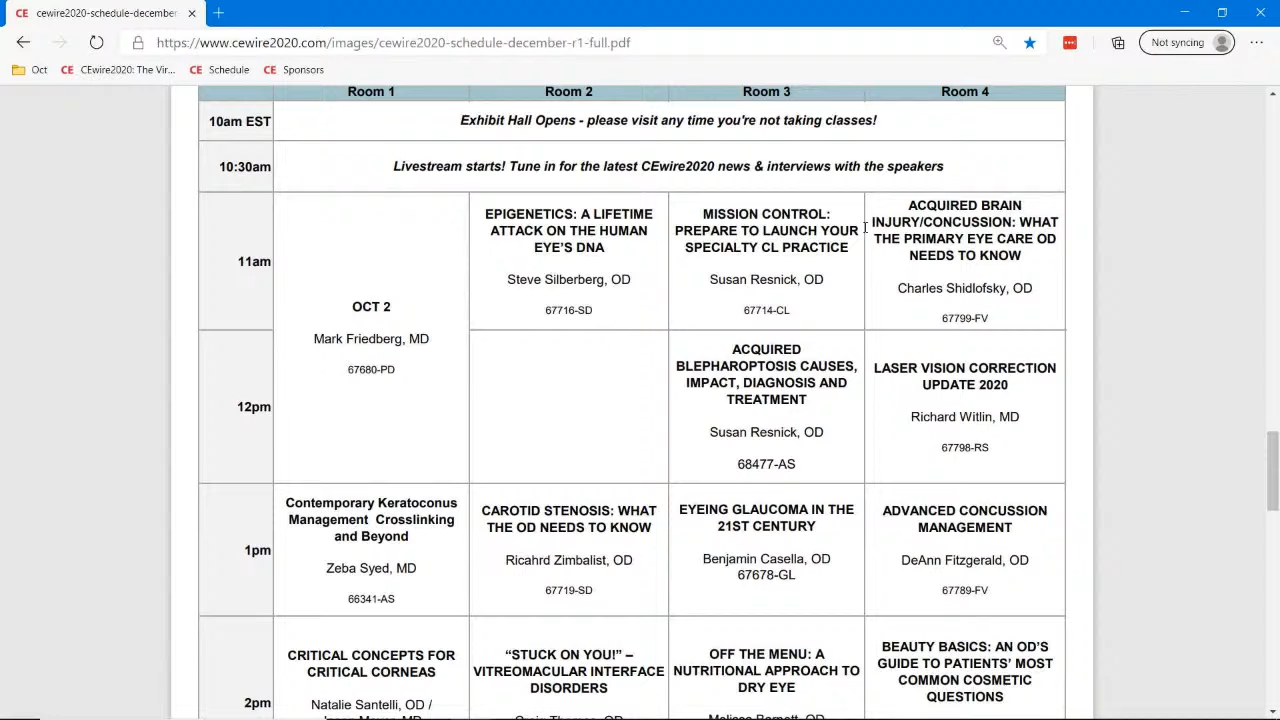 CE cewire2020-schedule-december
https://www.cewire2020.com/images/cewire2020-schedule-december-r1-full.pdf
Not syncing
Oct
CE CEwire2020: The Vir...
CE Schedule
CE Sponsors
Room 1
Room 2
Room 3
Room 4
10am EST
Exhibit Hall Opens - please visit any time you're not taking classes!
10:30am
Livestream starts! Tune in for the latest CEwire2020 news & interviews with the speakers
11am
OCT 2
Mark Friedberg, MD
67680-PD
EPIGENETICS: A LIFETIME
ATTACK ON THE HUMAN
EYE’S DNA
Steve Silberberg, OD
67716-SD
MISSION CONTROL:
PREPARE TO LAUNCH YOUR
SPECIALTY CL PRACTICE
Susan Resnick, OD
67714-CL
ACQUIRED BRAIN
INJURY/CONCUSSION: WHAT
THE PRIMARY EYE CARE OD
NEEDS TO KNOW
Charles Shidlofsky, OD
67799-FV
12pm
ACQUIRED
BLEPHAROPTOSIS CAUSES,
IMPACT, DIAGNOSIS AND
TREATMENT
Susan Resnick, OD
68477-AS
LASER VISION CORRECTION
UPDATE 2020
Richard Witlin, MD
67798-RS
1pm
Contemporary Keratoconus
Management Crosslinking
and Beyond
Zeba Syed, MD
66341-AS
CAROTID STENOSIS: WHAT
THE OD NEEDS TO KNOW
Ricahrd Zimbalist, OD
67719-SD
EYEING GLAUCOMA IN THE
21ST CENTURY
Benjamin Casella, OD
67678-GL
ADVANCED CONCUSSION
MANAGEMENT
DeAnn Fitzgerald, OD
67789-FV
2pm
CRITICAL CONCEPTS FOR
CRITICAL CORNEAS
Natalie Santelli, OD /
“STUCK ON YOU!” –
VITREOMACULAR INTERFACE
DISORDERS
OFF THE MENU: A
NUTRITIONAL APPROACH TO
DRY EYE
BEAUTY BASICS: AN OD’S
GUIDE TO PATIENTS’ MOST
COMMON COSMETIC
QUESTIONS